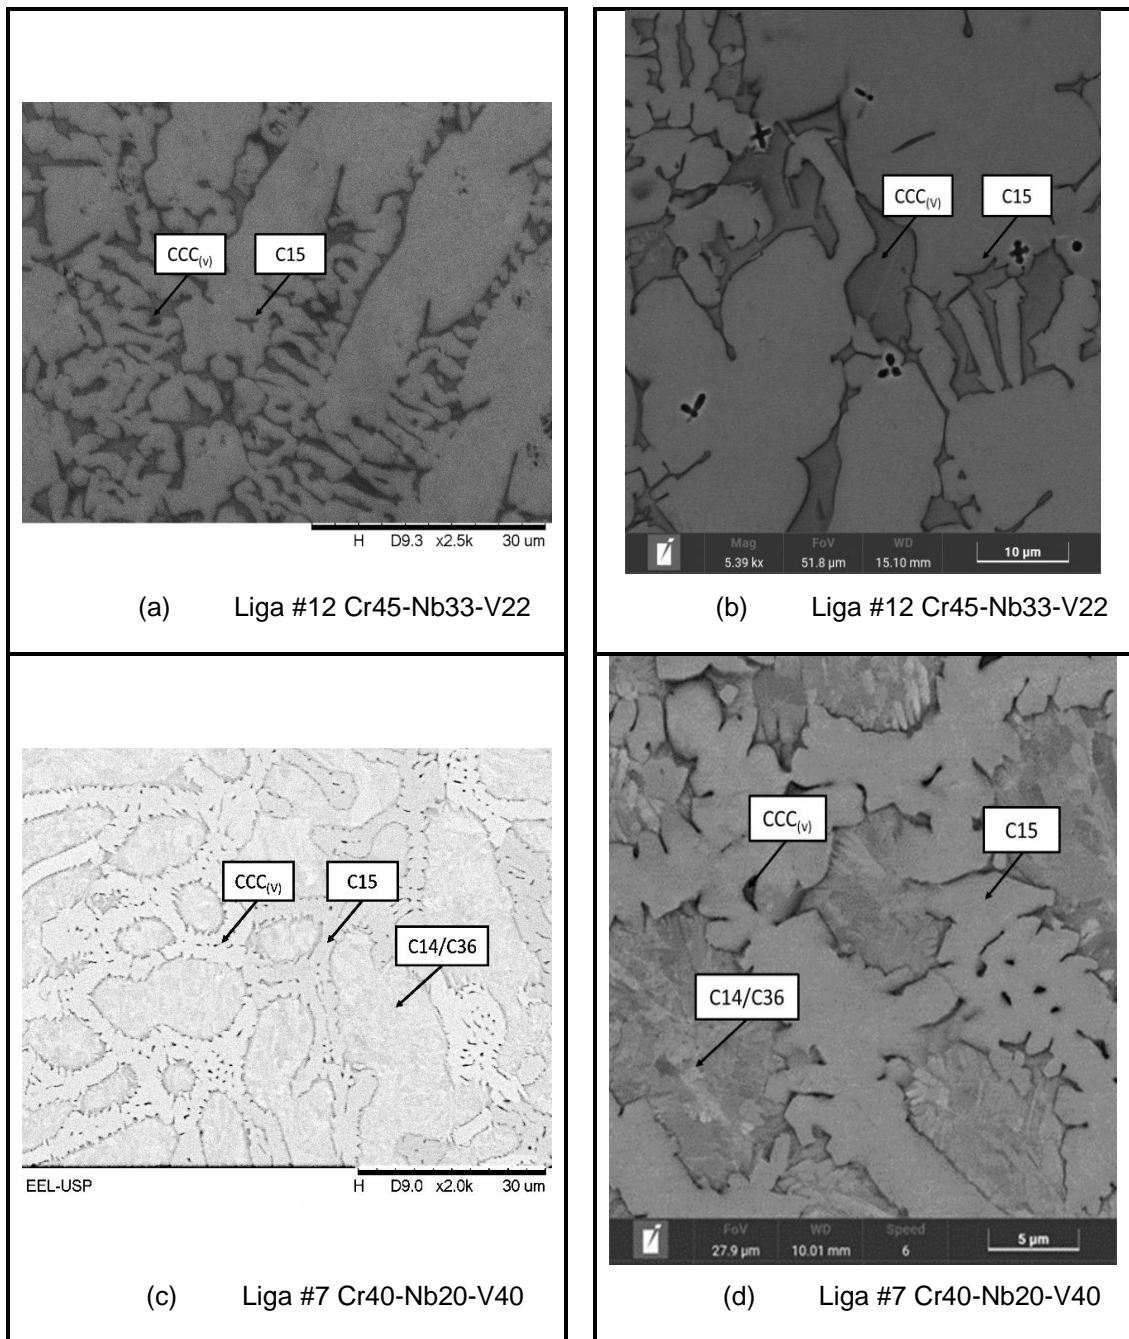 CCC(V)
C15
H D9.3 x2.5k 30 um
(a) Liga #12 Cr45-Nb33-V22
CCC(V)
C15
Mag FoV WD
5.39 kx 51.8 µm 15.10 mm 10 µm
(b) Liga #12 Cr45-Nb33-V22
CCC(V)
C15
C14/C36
EEL-USP H D9.0 x2.0k 30 um
(c) Liga #7 Cr40-Nb20-V40
CCC(V)
C15
C14/C36
FoV WD Speed
27.9 µm 10.01 mm 6 5 µm
(d) Liga #7 Cr40-Nb20-V40